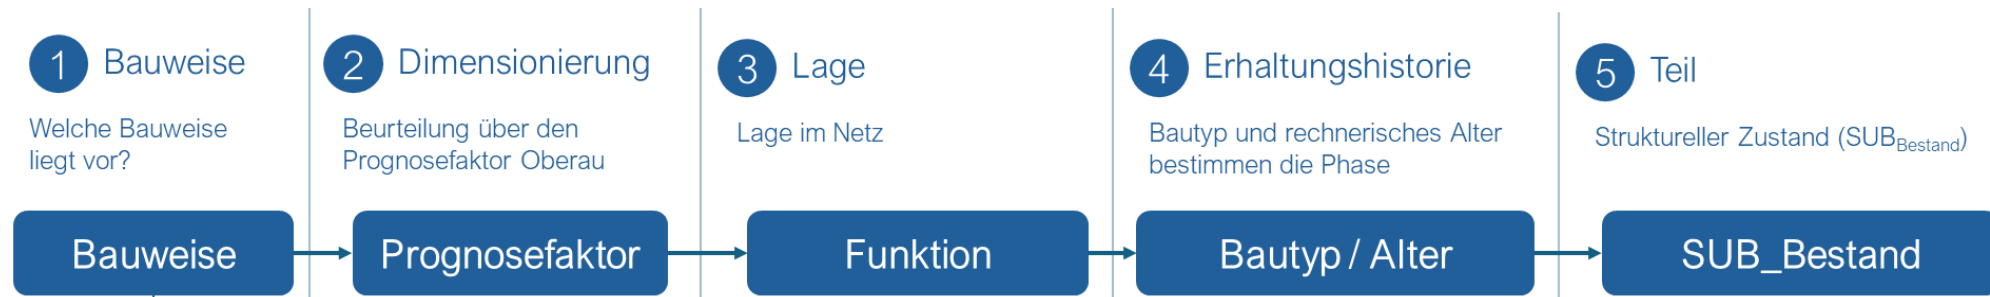 1 Bauweise
Welche Bauweise
liegt vor?
Bauweise
2 Dimensionierung
Beurteilung über den
Prognosefaktor Oberau
Prognosefaktor
3 Lage
Lage im Netz
Funktion
4 Erhaltungshistorie
Bautyp und rechnerisches Alter
bestimmen die Phase
Bautyp / Alter
5 Teil
Struktureller Zustand (SUBBestand)
SUB_Bestand